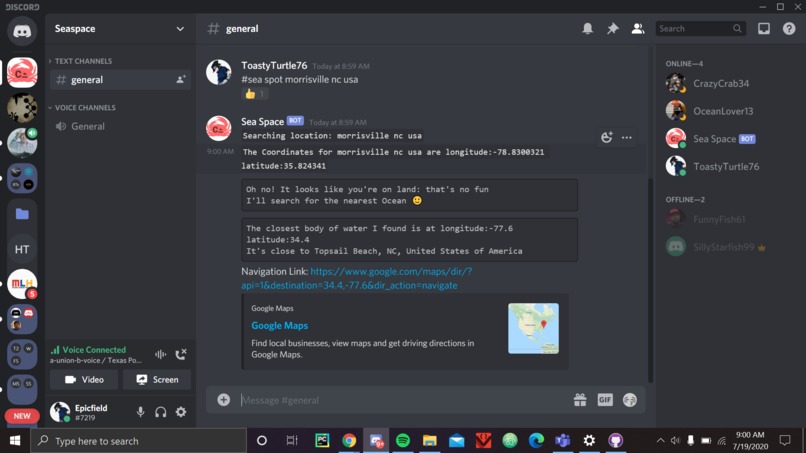 DISCORD
Seaspace
# general
Search
TEXT CHANNELS
# general
VOICE CHANNELS
General
ToastyTurtle76 Today at 8:59 AM
#sea spot morrisville nc usa
👍 1
Sea Space BOT Today at 8:59 AM
Searching location: morrisville nc usa
9:00 AM The Coordinates for morrisville nc usa are longitude:-78.8300321
latitude:35.824341
Oh no! It looks like you're on land: that's no fun
I'll search for the nearest Ocean 🙂
The closest body of water I found is at longitude:-77.6
latitude:34.4
It's close to Topsail Beach, NC, United States of America
Navigation Link: https://www.google.com/maps/dir/?
api=1&destination=34.4,-77.6&dir_action=navigate
Google Maps
Google Maps
Find local businesses, view maps and get driving directions in
Google Maps.
Message #general
GIF
ONLINE—4
CrazyCrab34
OceanLover13
Sea Space BOT
ToastyTurtle76
OFFLINE—2
FunnyFish61
SillyStarfish99
HT
MLH
5
T2 W
FS
MS SS
NEW
Voice Connected
a-union-b-voice / Texas Po...
Video
Screen
Epicfield
#7219
Type here to search
9:00 AM
7/19/2020